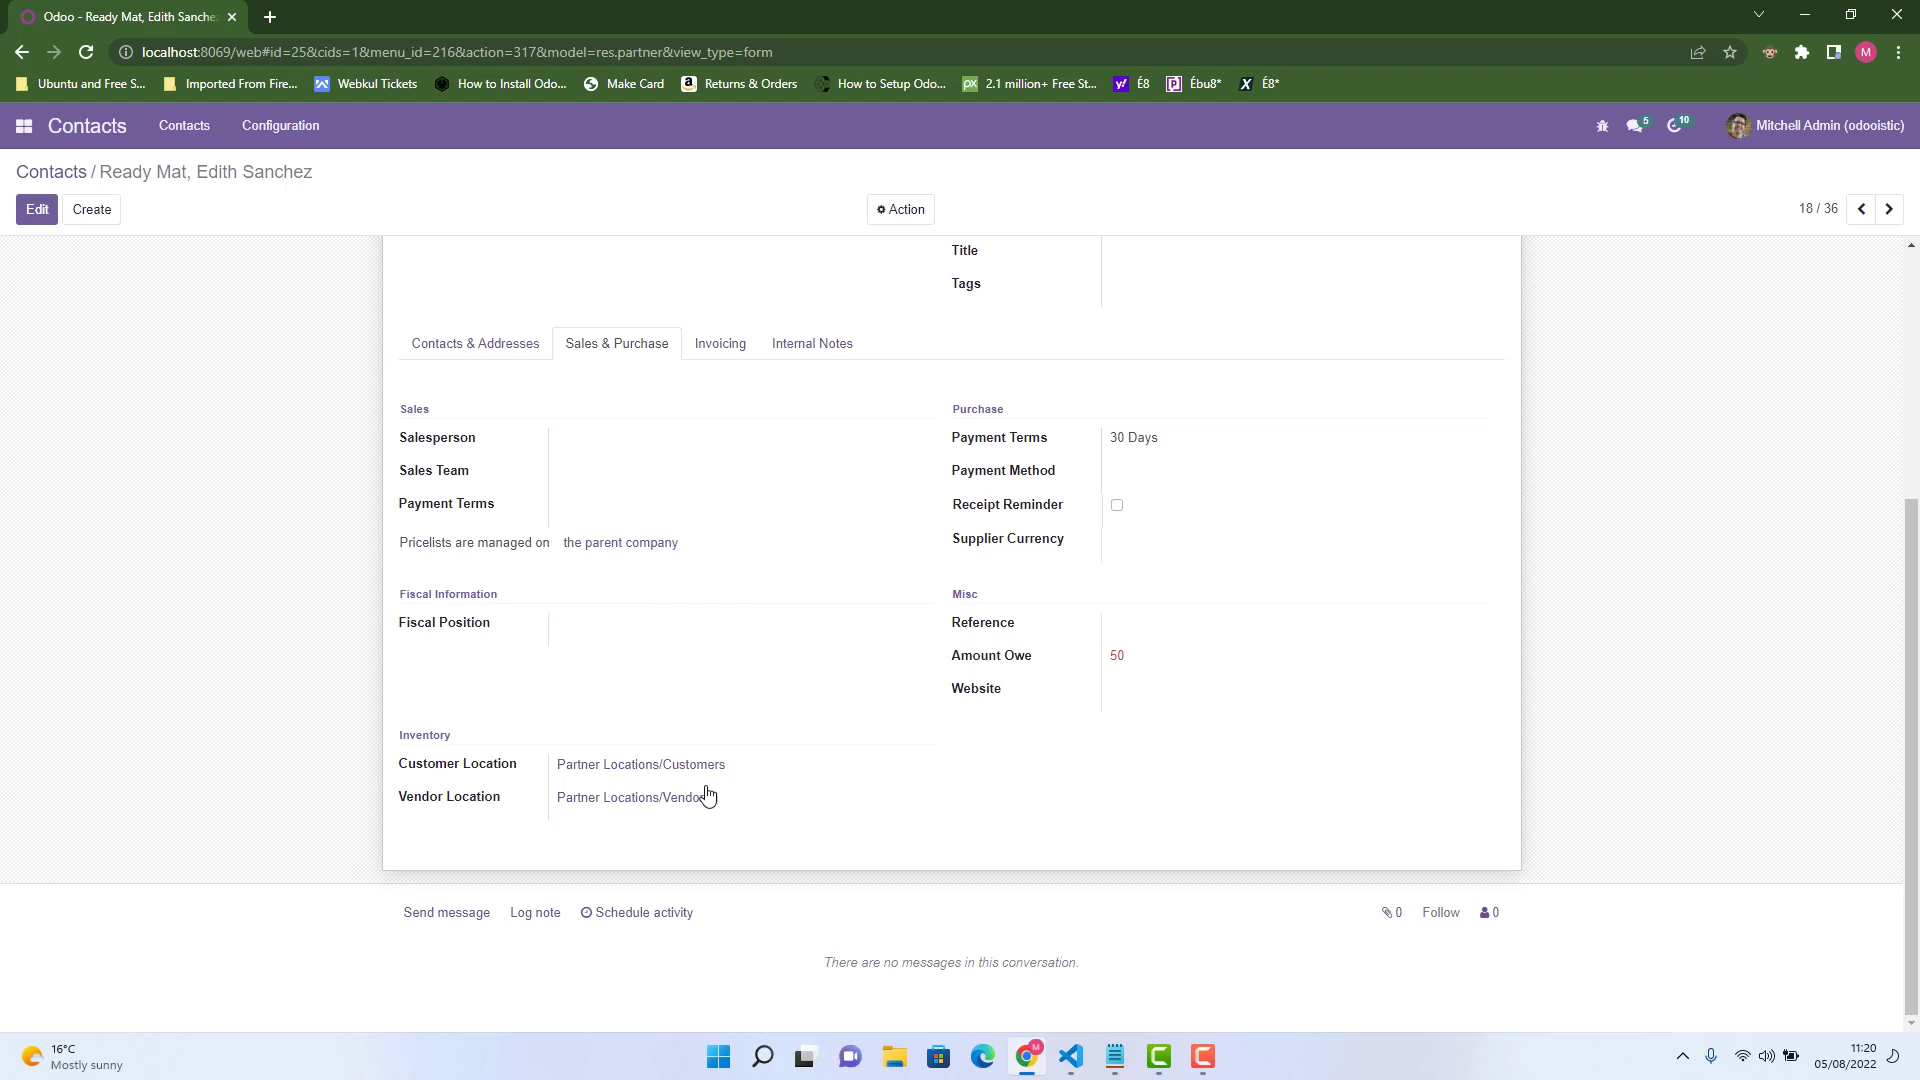 Odoo - Ready Mat, Edith Sanche
localhost:8069/web#id=25&cids=1&menu_id=216&action=317&model=res.partner&view_type=form
M
Ubuntu and Free S... Imported From Fire... Webkul Tickets How to Install Odo... Make Card Returns & Orders How to Setup Odo... 2.1 million+ Free St... É8 Ébu8* É8*
Contacts Contacts Configuration 5 10 Mitchell Admin (odooistic)
Contacts / Ready Mat, Edith Sanchez
Edit Create Action 18 / 36
Title
Tags
Contacts & Addresses Sales & Purchase Invoicing Internal Notes
Sales Purchase
Salesperson Payment Terms 30 Days
Sales Team Payment Method
Payment Terms Receipt Reminder
Pricelists are managed on the parent company Supplier Currency
Fiscal Information Misc
Fiscal Position Reference
Amount Owe 50
Website
Inventory
Customer Location Partner Locations/Customers
Vendor Location Partner Locations/Vendo
Send message Log note Schedule activity 0 Follow 0
There are no messages in this conversation.
16°C
Mostly sunny
11:20
05/08/2022